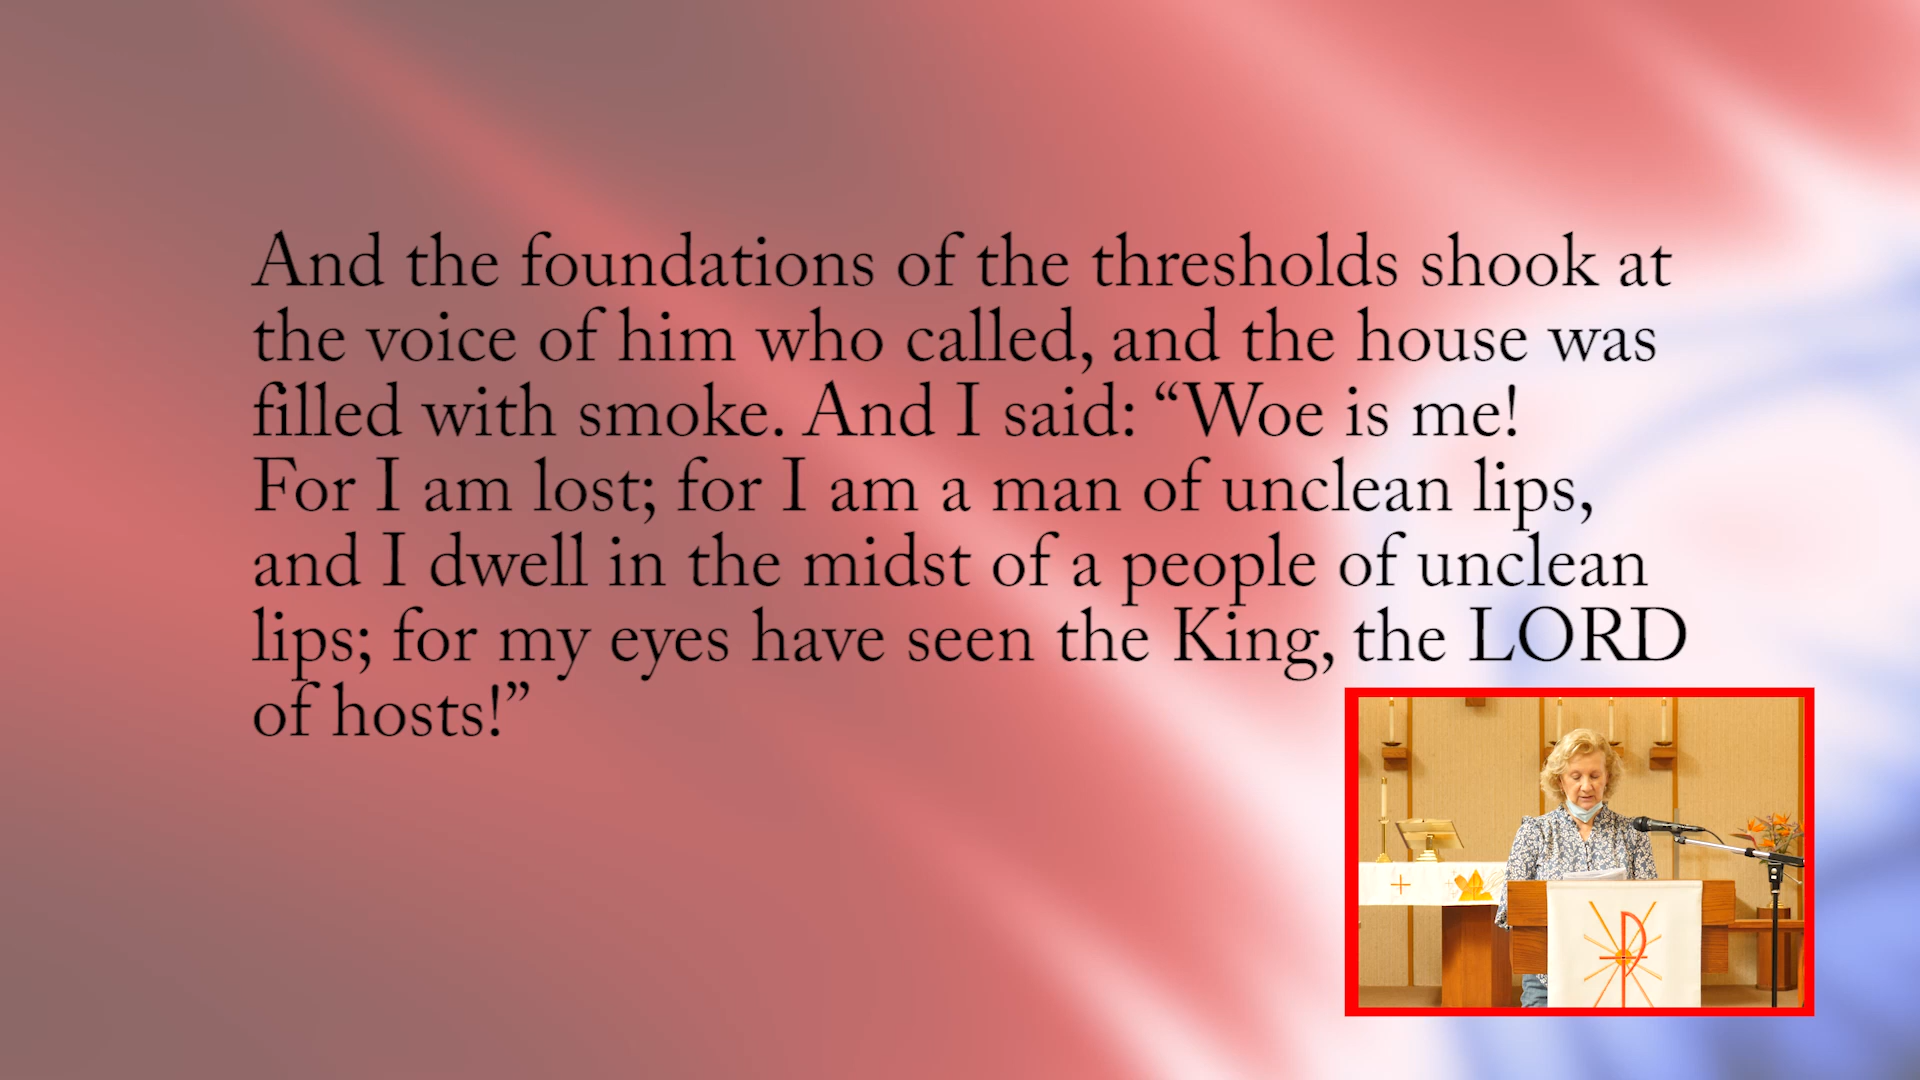 And the foundations of the thresholds shook at
the voice of him who called, and the house was
filled with smoke. And I said: “Woe is me!
For I am lost; for I am a man of unclean lips,
and I dwell in the midst of a people of unclean
lips; for my eyes have seen the King, the LORD
of hosts!”